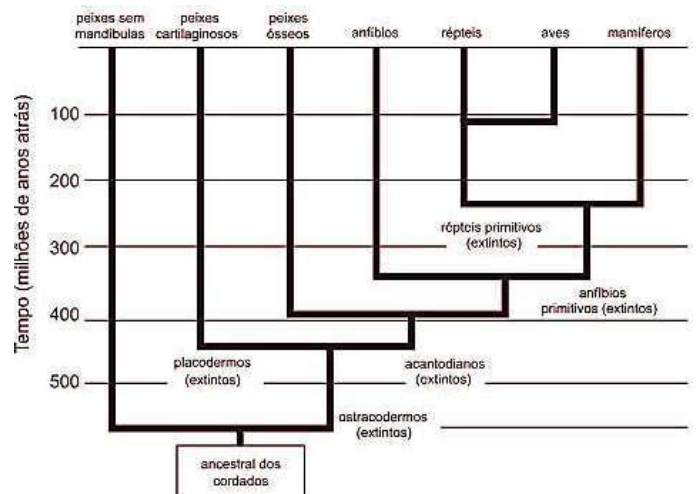 peixes sem
mandíbulas
peixes
cartilaginosos
peixes
ósseos
anfíbios
répteis
aves
mamíferos
Tempo (milhões de anos atrás)
100
200
300
400
500
répteis primitivos
(extintos)
anfíbios
primitivos (extintos)
placodermos
(extintos)
acantodianos
(extintos)
ostracodermos
(extintos)
ancestral dos
cordados